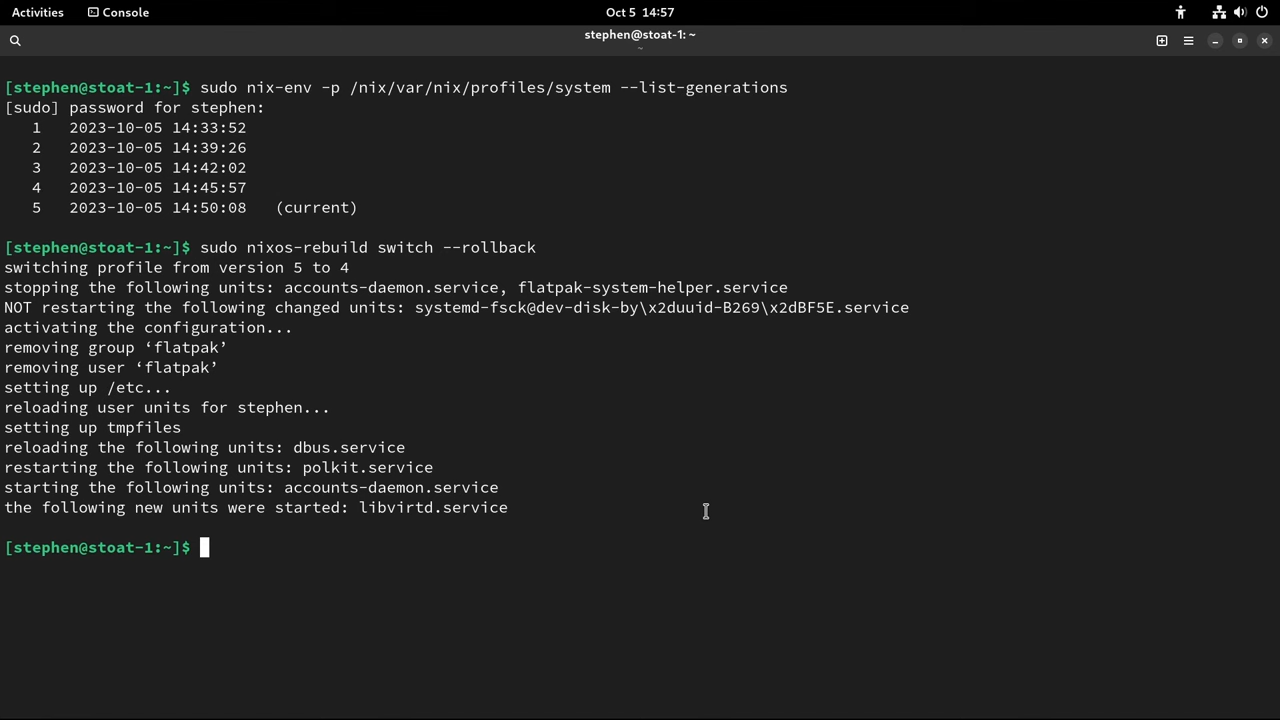 Activities Console Oct 5 14:57
stephen@stoat-1: ~
~
[stephen@stoat-1:~]$ sudo nix-env -p /nix/var/nix/profiles/system --list-generations
[sudo] password for stephen:
1 2023-10-05 14:33:52
2 2023-10-05 14:39:26
3 2023-10-05 14:42:02
4 2023-10-05 14:45:57
5 2023-10-05 14:50:08 (current)
[stephen@stoat-1:~]$ sudo nixos-rebuild switch --rollback
switching profile from version 5 to 4
stopping the following units: accounts-daemon.service, flatpak-system-helper.service
NOT restarting the following changed units: systemd-fsck@dev-disk-by\x2duuid-B269\x2dBF5E.service
activating the configuration...
removing group ‘flatpak’
removing user ‘flatpak’
setting up /etc...
reloading user units for stephen...
setting up tmpfiles
reloading the following units: dbus.service
restarting the following units: polkit.service
starting the following units: accounts-daemon.service
the following new units were started: libvirtd.service
[stephen@stoat-1:~]$